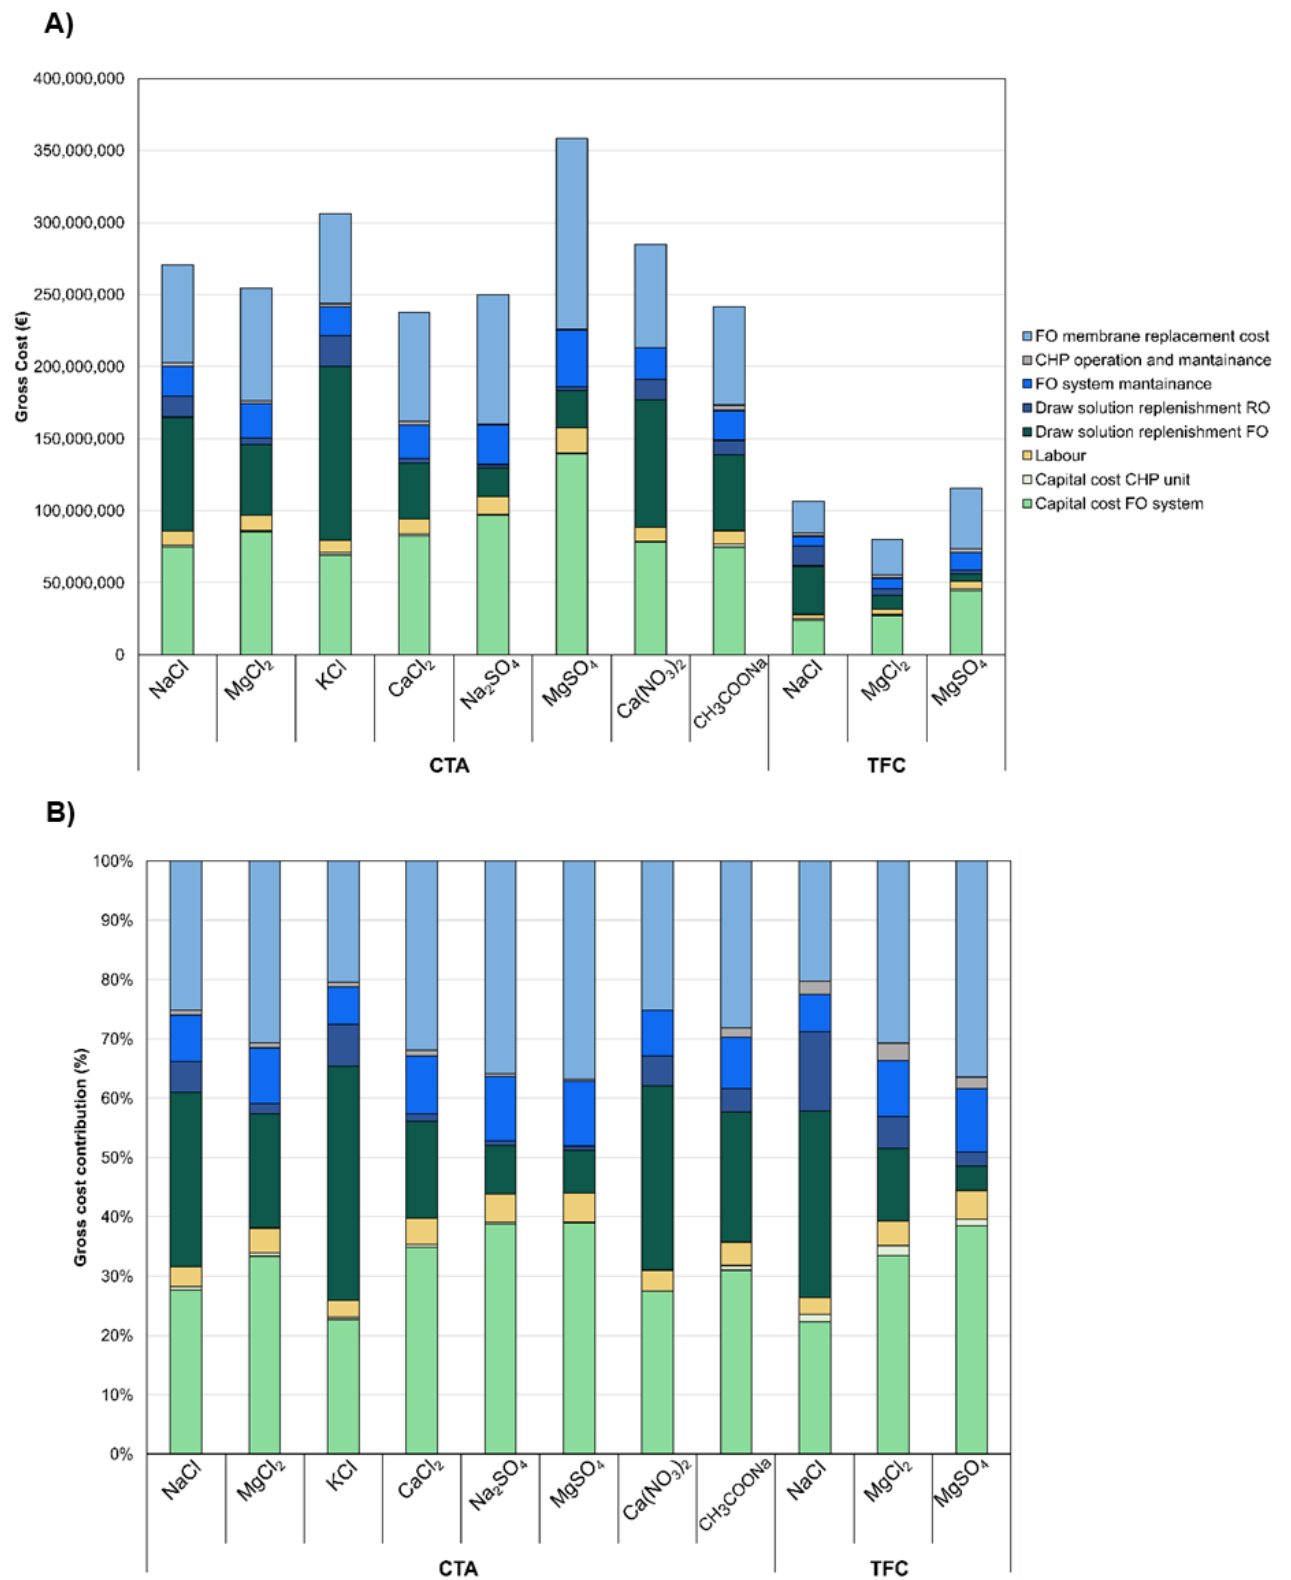 A)
400,000,000
350,000,000
300,000,000
250,000,000
200,000,000
150,000,000
100,000,000
50,000,000
0
Gross Cost (€)
NaCl
MgCl₂
KCl
CaCl₂
Na₂SO₄
MgSO₄
Ca(NO₃)₂
CH₃COONa
NaCl
MgCl₂
MgSO₄
CTA
TFC
FO membrane replacement cost
CHP operation and mantainance
FO system mantainance
Draw solution replenishment RO
Draw solution replenishment FO
Labour
Capital cost CHP unit
Capital cost FO system
B)
100%
90%
80%
70%
60%
50%
40%
30%
20%
10%
0%
Gross cost contribution (%)
NaCl
MgCl₂
KCl
CaCl₂
Na₂SO₄
MgSO₄
Ca(NO₃)₂
CH₃COONa
NaCl
MgCl₂
MgSO₄
CTA
TFC